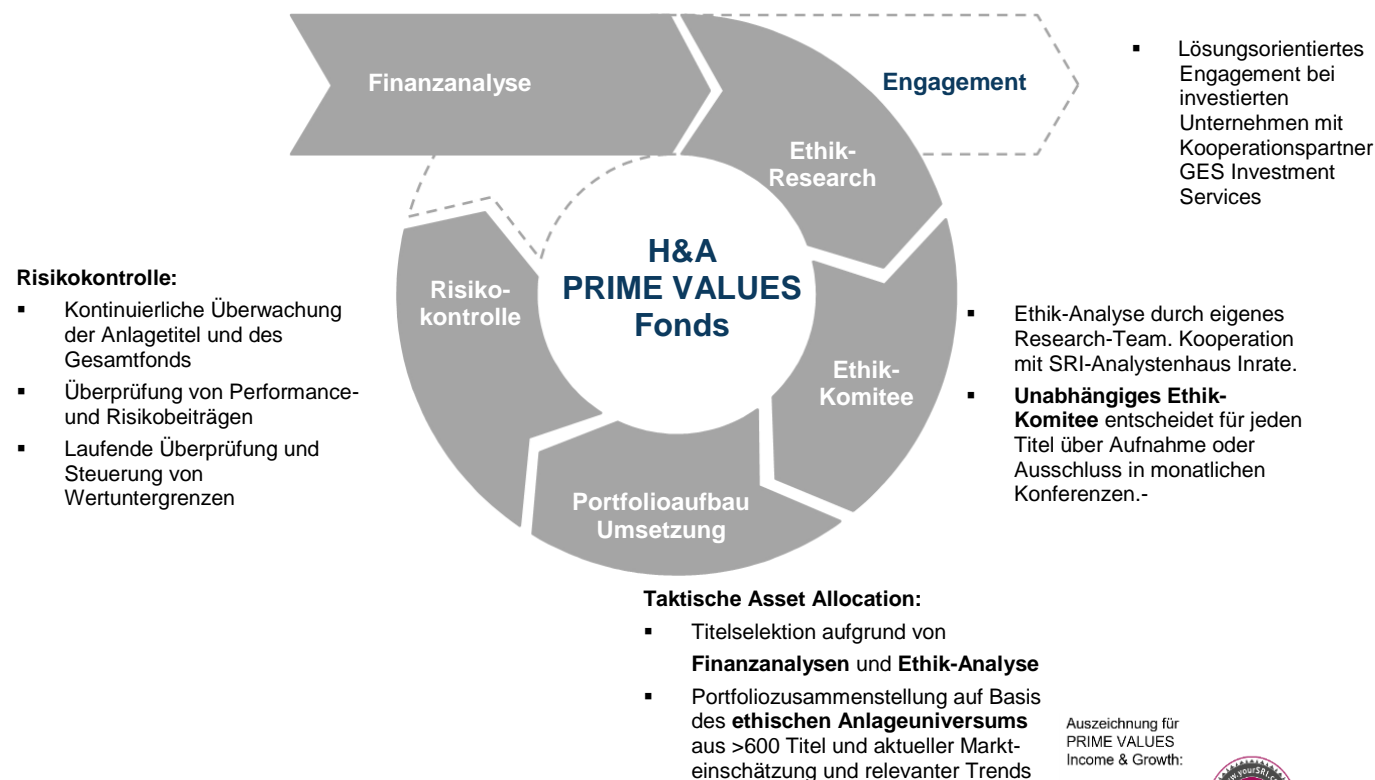 Finanzanalyse
Engagement
▪ Lösungsorientiertes
Engagement bei
investierten
Unternehmen mit
Kooperationspartner
GES Investment
Services
Ethik-
Research
H&A
PRIME VALUES
Fonds
Risikokontrolle:
▪ Kontinuierliche Überwachung
der Anlagetitel und des
Gesamtfonds
▪ Überprüfung von Performance-
und Risikobeiträgen
▪ Laufende Überprüfung und
Steuerung von
Wertuntergrenzen
Risiko-
kontrolle
Ethik-
Komitee
▪ Ethik-Analyse durch eigenes
Research-Team. Kooperation
mit SRI-Analystenhaus Inrate.
▪ Unabhängiges Ethik-
Komitee entscheidet für jeden
Titel über Aufnahme oder
Ausschluss in monatlichen
Konferenzen.-
Portfolioaufbau
Umsetzung
Taktische Asset Allocation:
▪ Titelselektion aufgrund von
Finanzanalysen und Ethik-Analyse
▪ Portfoliozusammenstellung auf Basis
des ethischen Anlageuniversums
aus >600 Titel und aktueller Markt-
einschätzung und relevanter Trends
Auszeichnung für
PRIME VALUES
Income & Growth: